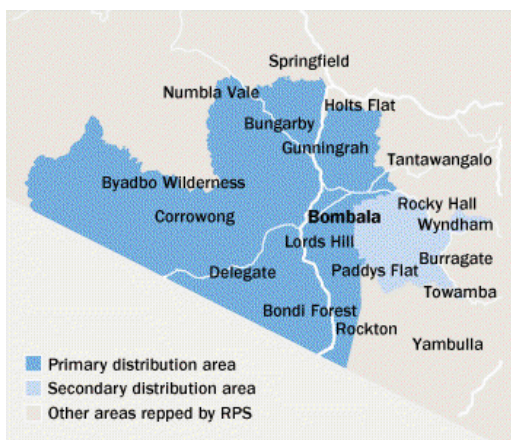 Springfield
Numbla Vale
Holts Flat
Bungarby
Gunningrah
Tantawangalo
Byadbo Wilderness
Rocky Hall
Corrowong
Bombala
Wyndham
Lords Hill
Burragate
Delegate
Paddys Flat
Towamba
Bondi Forest
Rockton
Yambulla
Primary distribution area
Secondary distribution area
Other areas repped by RPS